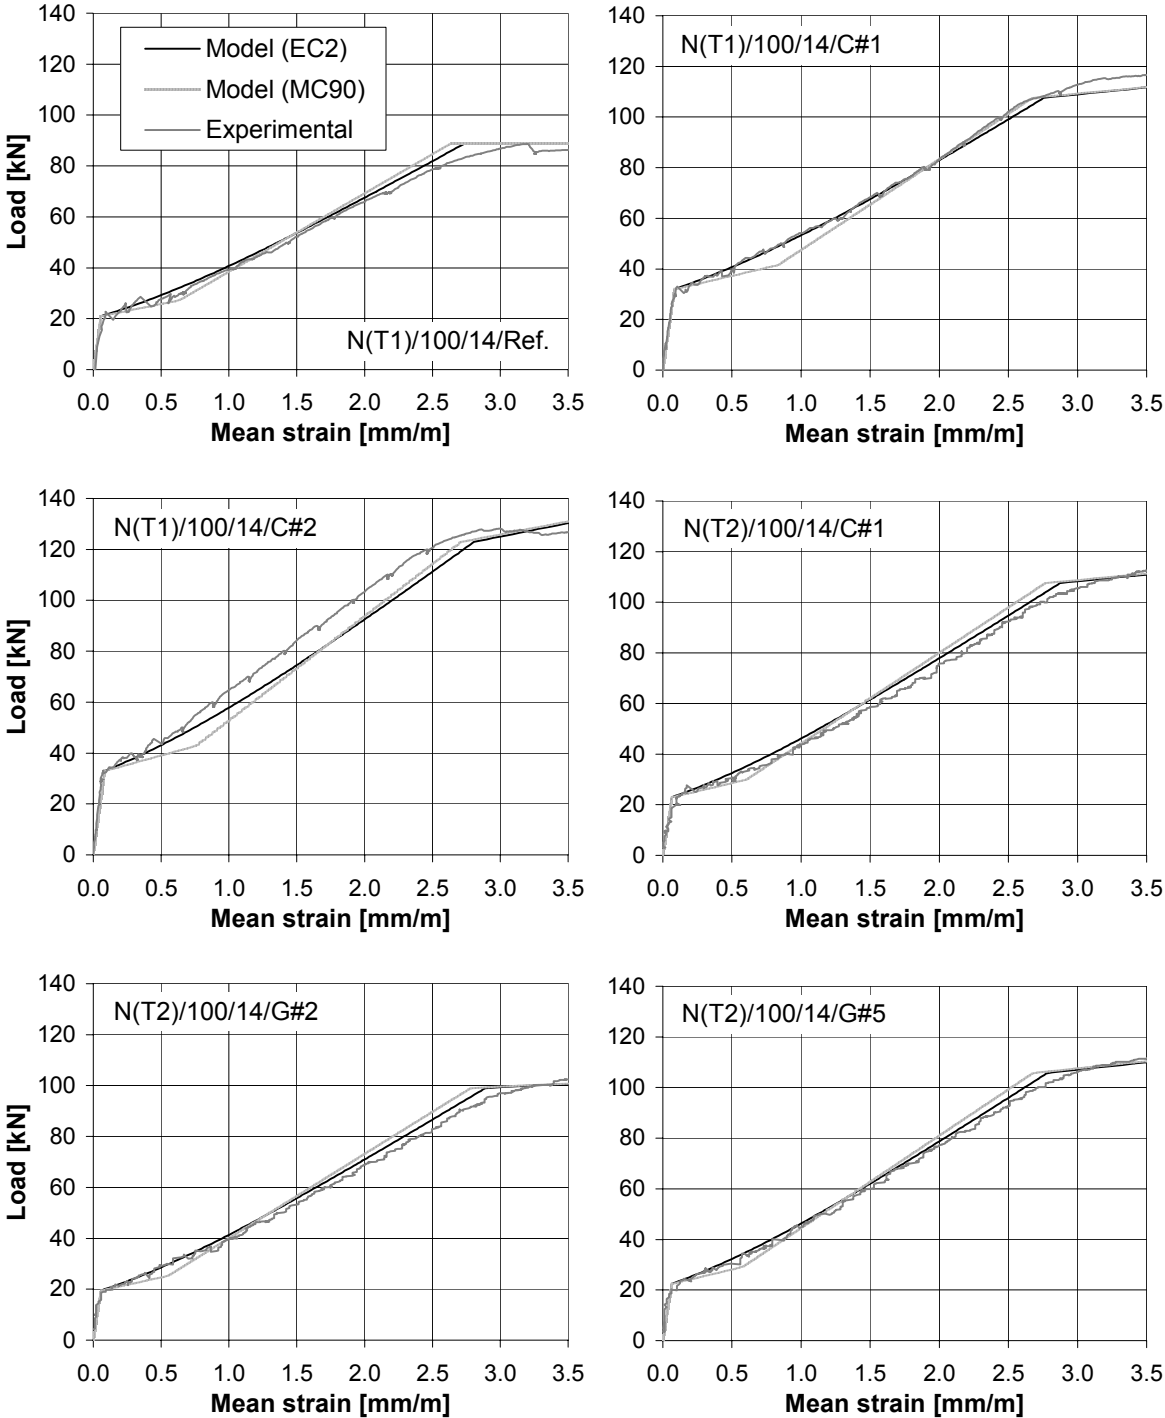 140
120
100
80
60
40
20
0
Load [kN]
Model (EC2)
Model (MC90)
Experimental
N(T1)/100/14/Ref.
0.0 0.5 1.0 1.5 2.0 2.5 3.0 3.5
Mean strain [mm/m]
140
120
100
80
60
40
20
0
N(T1)/100/14/C#1
0.0 0.5 1.0 1.5 2.0 2.5 3.0 3.5
Mean strain [mm/m]
140
120
100
80
60
40
20
0
Load [kN]
N(T1)/100/14/C#2
0.0 0.5 1.0 1.5 2.0 2.5 3.0 3.5
Mean strain [mm/m]
140
120
100
80
60
40
20
0
N(T2)/100/14/C#1
0.0 0.5 1.0 1.5 2.0 2.5 3.0 3.5
Mean strain [mm/m]
140
120
100
80
60
40
20
0
Load [kN]
N(T2)/100/14/G#2
0.0 0.5 1.0 1.5 2.0 2.5 3.0 3.5
Mean strain [mm/m]
140
120
100
80
60
40
20
0
N(T2)/100/14/G#5
0.0 0.5 1.0 1.5 2.0 2.5 3.0 3.5
Mean strain [mm/m]